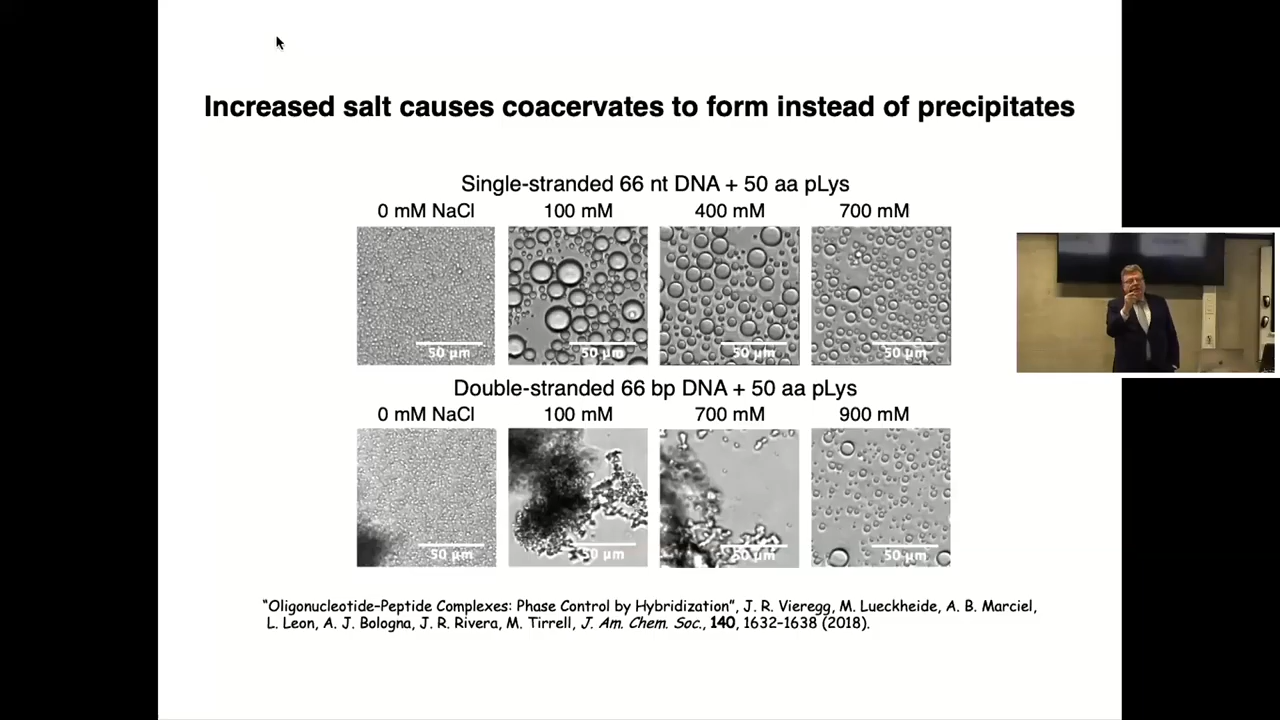 Increased salt causes coacervates to form instead of precipitates
Single-stranded 66 nt DNA + 50 aa pLys
0 mM NaCl 100 mM 400 mM 700 mM
50 µm 50 µm 50 µm 50 µm
Double-stranded 66 bp DNA + 50 aa pLys
0 mM NaCl 100 mM 700 mM 900 mM
50 µm 50 µm 50 µm 50 µm
“Oligonucleotide–Peptide Complexes: Phase Control by Hybridization”, J. R. Vieregg, M. Lueckheide, A. B. Marciel,
L. Leon, A. J. Bologna, J. R. Rivera, M. Tirrell, J. Am. Chem. Soc., 140, 1632–1638 (2018).